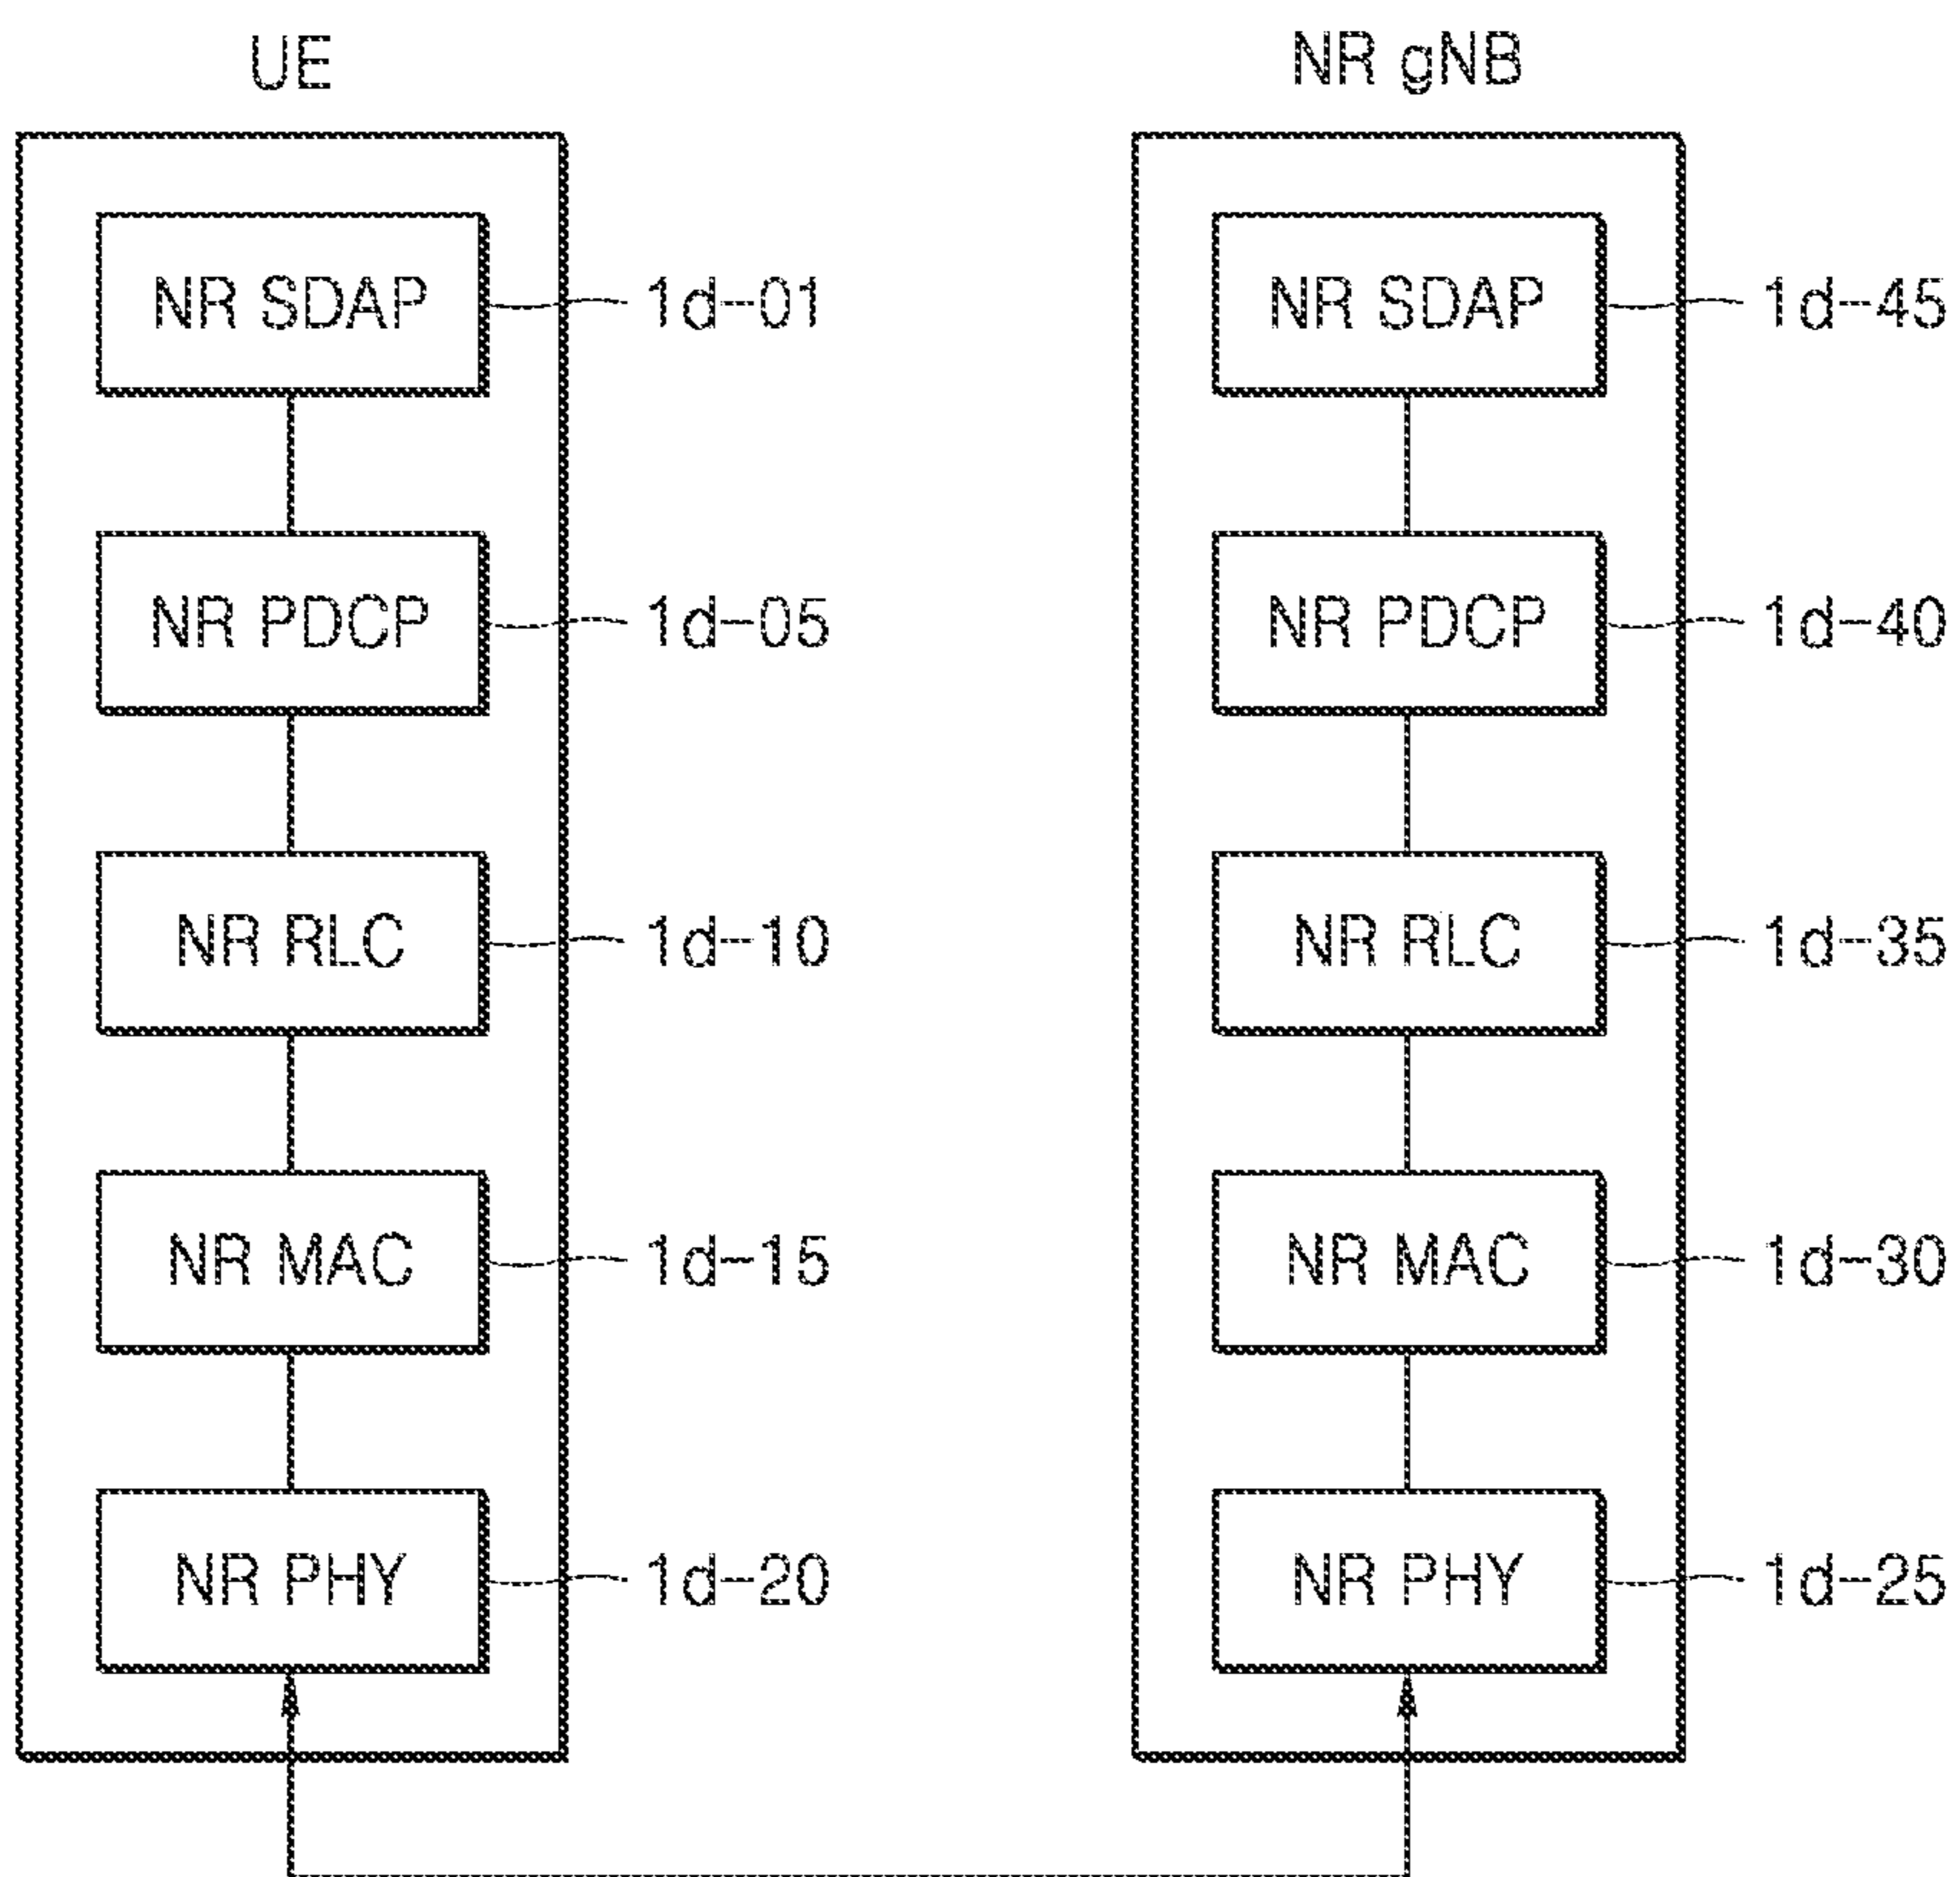 UE NR gNB
NR SDAP 1d-01 NR SDAP 1d-45
NR PDCP 1d-05 NR PDCP 1d-40
NR RLC 1d-10 NR RLC 1d-35
NR MAC 1d-15 NR MAC 1d-30
NR PHY 1d-20 NR PHY 1d-25